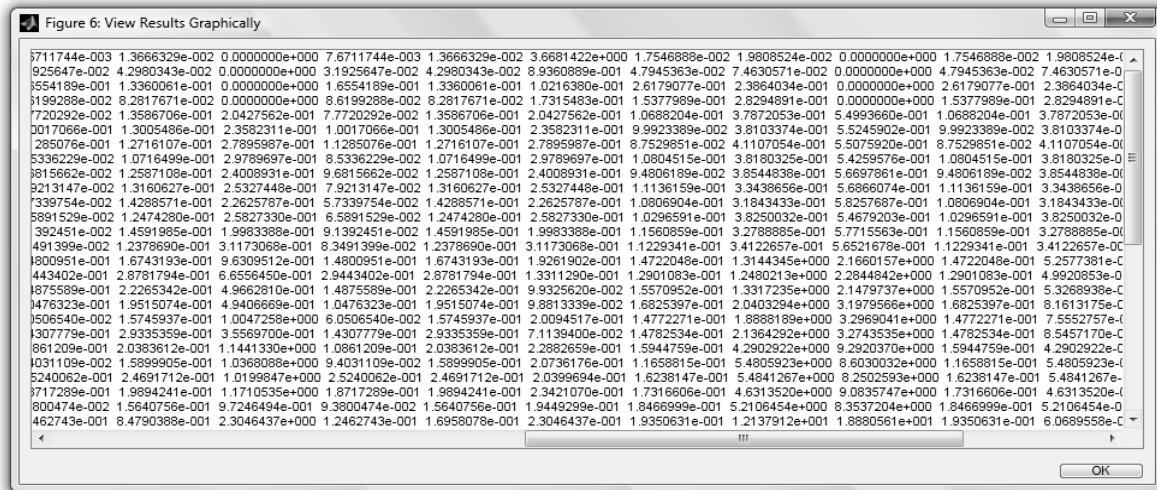 Figure 6: View Results Graphically
6711744e-003 1.3666329e-002 0.0000000e+000 7.6711744e-003 1.3666329e-002 3.6681422e+000 1.7546888e-002 1.9808524e-002 0.0000000e+000 1.7546888e-002 1.9808524e-0
925647e-002 4.2980343e-002 0.0000000e+000 3.1925647e-002 4.2980343e-002 8.9360889e-001 4.7945363e-002 7.4630571e-002 0.0000000e+000 4.7945363e-002 7.4630571e-0
6554189e-001 1.3360061e-001 0.0000000e+000 1.6554189e-001 1.3360061e-001 1.0216380e-001 2.6179077e-001 2.3864034e-001 0.0000000e+000 2.6179077e-001 2.3864034e-0
6199288e-002 8.2817671e-002 0.0000000e+000 8.6199288e-002 8.2817671e-002 1.7315483e-001 1.5377989e-001 2.8294891e-001 0.0000000e+000 1.5377989e-001 2.8294891e-0
7720292e-002 1.3586706e-001 2.0427562e-001 7.7720292e-002 1.3586706e-001 2.0427562e-001 1.0688204e-001 3.7872053e-001 5.4993660e-001 1.0688204e-001 3.7872053e-0
0017066e-001 1.3005486e-001 2.3582311e-001 1.0017066e-001 1.3005486e-001 2.3582311e-001 9.9923389e-002 3.8103374e-001 5.5245902e-001 9.9923389e-002 3.8103374e-0
1285076e-001 1.2716107e-001 2.7895987e-001 1.1285076e-001 1.2716107e-001 2.7895987e-001 8.7529851e-002 4.1107054e-001 5.5075920e-001 8.7529851e-002 4.1107054e-0
5336229e-002 1.0716499e-001 2.9789697e-001 8.5336229e-002 1.0716499e-001 2.9789697e-001 1.0804515e-001 3.8180325e-001 5.4259576e-001 1.0804515e-001 3.8180325e-0
6815662e-002 1.2587108e-001 2.4008931e-001 9.6815662e-002 1.2587108e-001 2.4008931e-001 9.4806189e-002 3.8544838e-001 5.6697861e-001 9.4806189e-002 3.8544838e-0
9213147e-002 1.3160627e-001 2.5327448e-001 7.9213147e-002 1.3160627e-001 2.5327448e-001 1.1136159e-001 3.3438656e-001 5.6866074e-001 1.1136159e-001 3.3438656e-0
7339754e-002 1.4288571e-001 2.2625787e-001 5.7339754e-002 1.4288571e-001 2.2625787e-001 1.0806904e-001 3.1843433e-001 5.8257687e-001 1.0806904e-001 3.1843433e-0
5891529e-002 1.2474280e-001 2.5827330e-001 6.5891529e-002 1.2474280e-001 2.5827330e-001 1.0296591e-001 3.8250032e-001 5.4679203e-001 1.0296591e-001 3.8250032e-0
1392451e-002 1.4591985e-001 1.9983388e-001 9.1392451e-002 1.4591985e-001 1.9983388e-001 1.1560859e-001 3.2788885e-001 5.7715563e-001 1.1560859e-001 3.2788885e-0
3491399e-002 1.2378690e-001 3.1173068e-001 8.3491399e-002 1.2378690e-001 3.1173068e-001 1.1229341e-001 3.4122657e-001 5.6521678e-001 1.1229341e-001 3.4122657e-0
4800951e-001 1.6743193e-001 9.6309512e-001 1.4800951e-001 1.6743193e-001 1.9261902e-001 1.4722048e-001 1.3144345e+000 2.1660157e+000 1.4722048e-001 5.2577381e-0
9443402e-001 2.8781794e-001 6.6556450e-001 2.9443402e-001 2.8781794e-001 1.3311290e-001 1.2901083e-001 1.2480213e+000 2.2844842e+000 1.2901083e-001 4.9920853e-0
4875589e-001 2.2265342e-001 4.9662810e-001 1.4875589e-001 2.2265342e-001 9.9325620e-002 1.5570952e-001 1.3317235e+000 2.1479737e+000 1.5570952e-001 5.3268938e-0
0476323e-001 1.9515074e-001 4.9406669e-001 1.0476323e-001 1.9515074e-001 9.8813339e-002 1.6825397e-001 2.0403294e+000 3.1979566e+000 1.6825397e-001 8.1613175e-0
0506540e-002 1.5745937e-001 1.0047258e+000 6.0506540e-002 1.5745937e-001 2.0094517e-001 1.4772271e-001 1.8888189e+000 3.2969041e+000 1.4772271e-001 7.5552757e-0
4307779e-001 2.9335359e-001 3.5569700e-001 1.4307779e-001 2.9335359e-001 7.1139400e-002 1.4782534e-001 2.1364292e+000 3.2743535e+000 1.4782534e-001 8.5457170e-0
0861209e-001 2.0383612e-001 1.1441330e+000 1.0861209e-001 2.0383612e-001 2.2882659e-001 1.5944759e-001 4.2902922e+000 9.2920370e+000 1.5944759e-001 4.2902922e-0
4031109e-002 1.5899905e-001 1.0368088e+000 9.4031109e-002 1.5899905e-001 2.0736176e-001 1.1658815e-001 5.4805923e+000 8.6030032e+000 1.1658815e-001 5.4805923e-0
5240062e-001 2.4691712e-001 1.0199847e+000 2.5240062e-001 2.4691712e-001 2.0399694e-001 1.6238147e-001 5.4841267e+000 8.2502593e+000 1.6238147e-001 5.4841267e-0
8717289e-001 1.9894241e-001 1.1710535e+000 1.8717289e-001 1.9894241e-001 2.3421070e-001 1.7316606e-001 4.6313520e+000 9.0835747e+000 1.7316606e-001 4.6313520e-0
3800474e-002 1.5640756e-001 9.7246494e-001 9.3800474e-002 1.5640756e-001 1.9449299e-001 1.8466999e-001 5.2106454e+000 8.3537204e+000 1.8466999e-001 5.2106454e-0
2462743e-001 8.4790388e-001 2.3046437e+000 1.2462743e-001 1.6958078e-001 2.3046437e-001 1.9350631e-001 1.2137912e+001 1.8880561e+001 1.9350631e-001 6.0689558e-0
OK